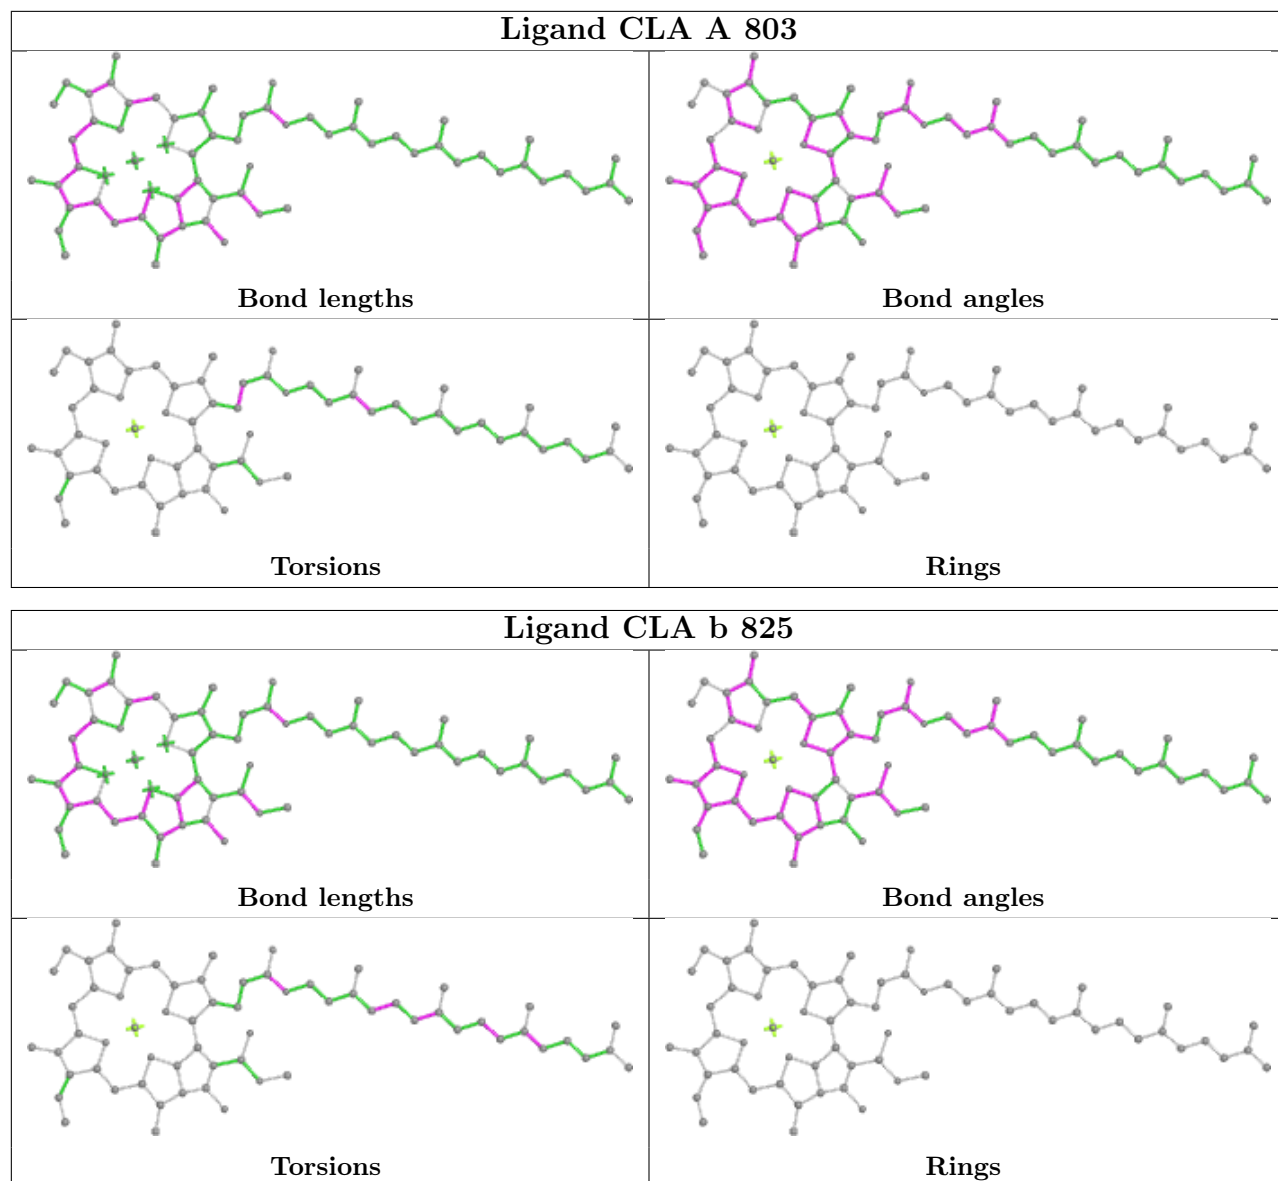 Ligand CLA A 803
Bond lengths
Bond angles
Torsions
Rings
Ligand CLA b 825
Bond lengths
Bond angles
Torsions
Rings